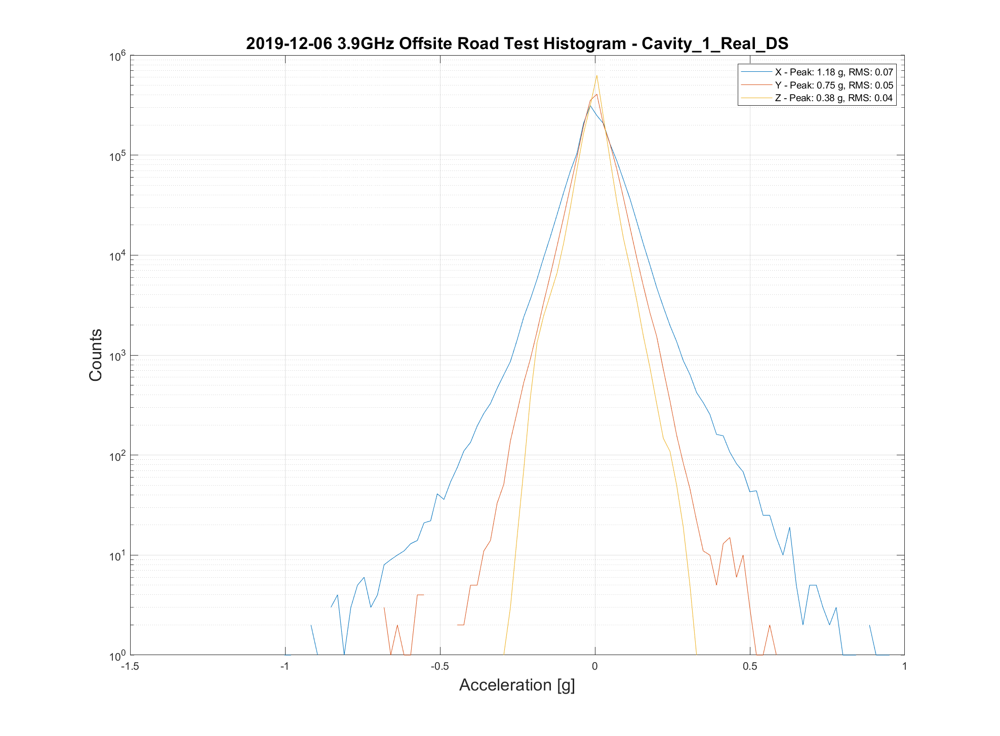 2019-12-06 3.9GHz Offsite Road Test Histogram - Cavity_1_Real_DS
X - Peak: 1.18 g, RMS: 0.07
Y - Peak: 0.75 g, RMS: 0.05
Z - Peak: 0.38 g, RMS: 0.04
Counts
10^6
10^5
10^4
10^3
10^2
10^1
10^0
-1.5 -1 -0.5 0 0.5 1
Acceleration [g]